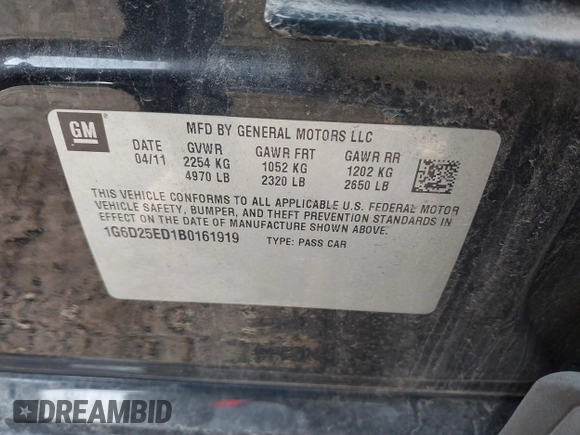 GM
MFD BY GENERAL MOTORS LLC
DATE GVWR GAWR FRT GAWR RR
04/11 2254 KG 1052 KG 1202 KG
4970 LB 2320 LB 2650 LB
THIS VEHICLE CONFORMS TO ALL APPLICABLE U.S. FEDERAL MOTOR
VEHICLE SAFETY, BUMPER, AND THEFT PREVENTION STANDARDS IN
EFFECT ON THE DATE OF MANUFACTURE SHOWN ABOVE.
1G6D25ED1B0161919 TYPE: PASS CAR
DREAMBID